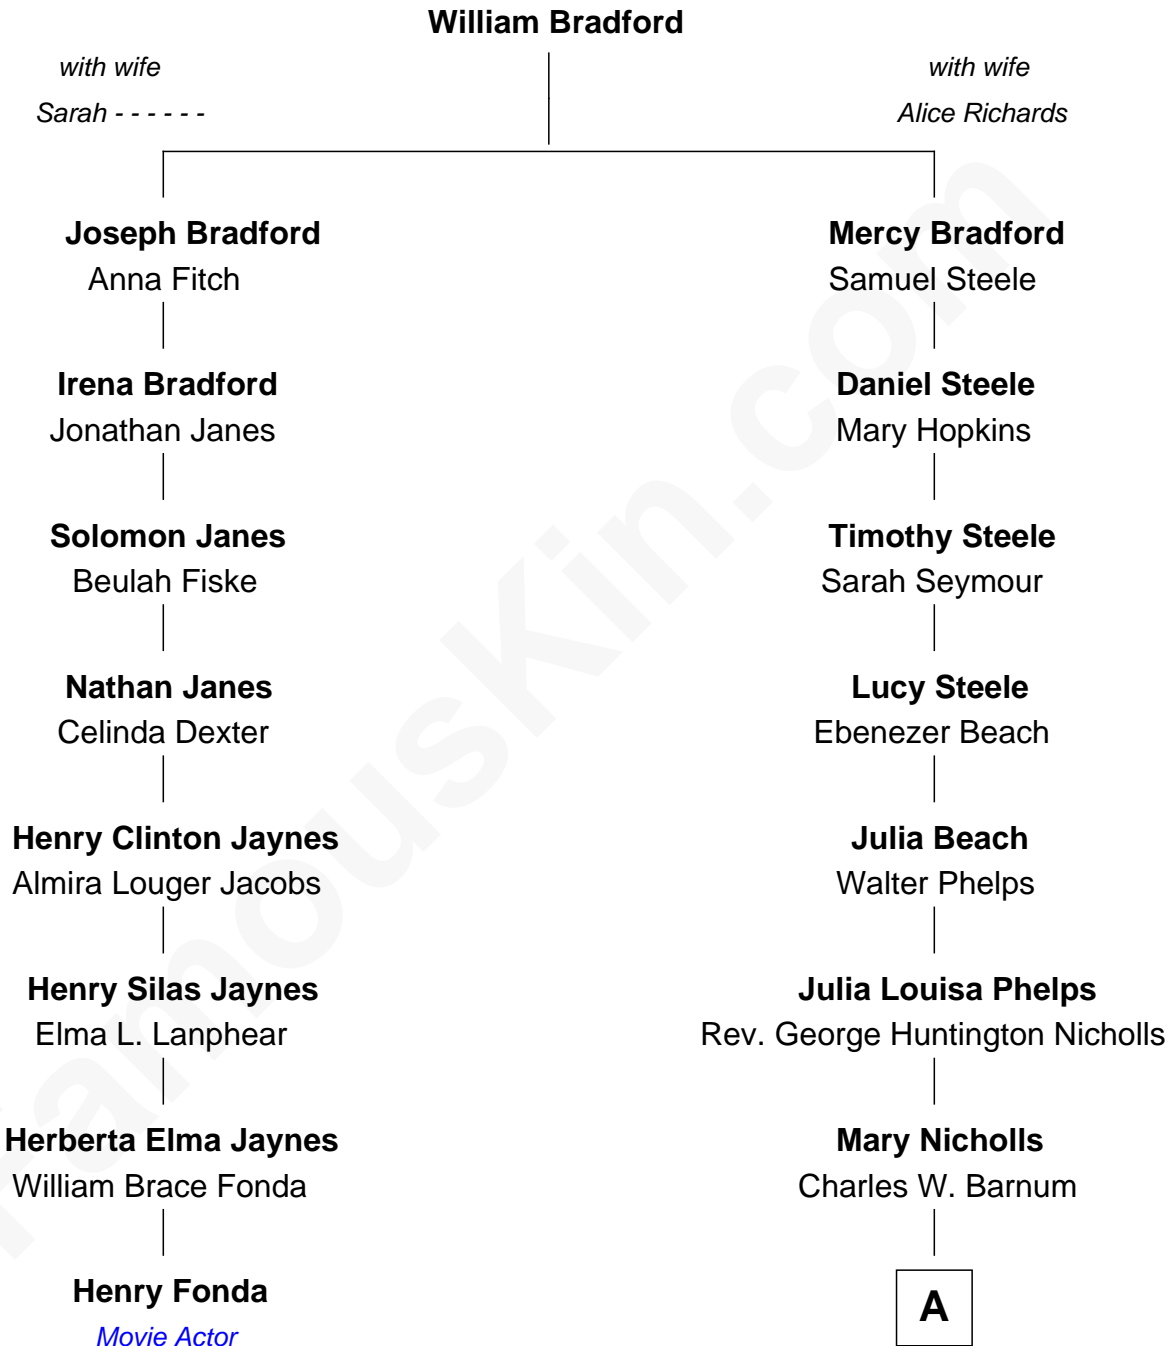 William Bradford
with wife
Sarah - - - - - -
with wife
Alice Richards
Joseph Bradford
Anna Fitch
Mercy Bradford
Samuel Steele
Irena Bradford
Jonathan Janes
Daniel Steele
Mary Hopkins
Solomon Janes
Beulah Fiske
Timothy Steele
Sarah Seymour
Nathan Janes
Celinda Dexter
Lucy Steele
Ebenezer Beach
Henry Clinton Jaynes
Almira Louger Jacobs
Julia Beach
Walter Phelps
Henry Silas Jaynes
Elma L. Lanphear
Julia Louisa Phelps
Rev. George Huntington Nicholls
Herberta Elma Jaynes
William Brace Fonda
Mary Nicholls
Charles W. Barnum
Henry Fonda
Movie Actor
A
FamousKin.com